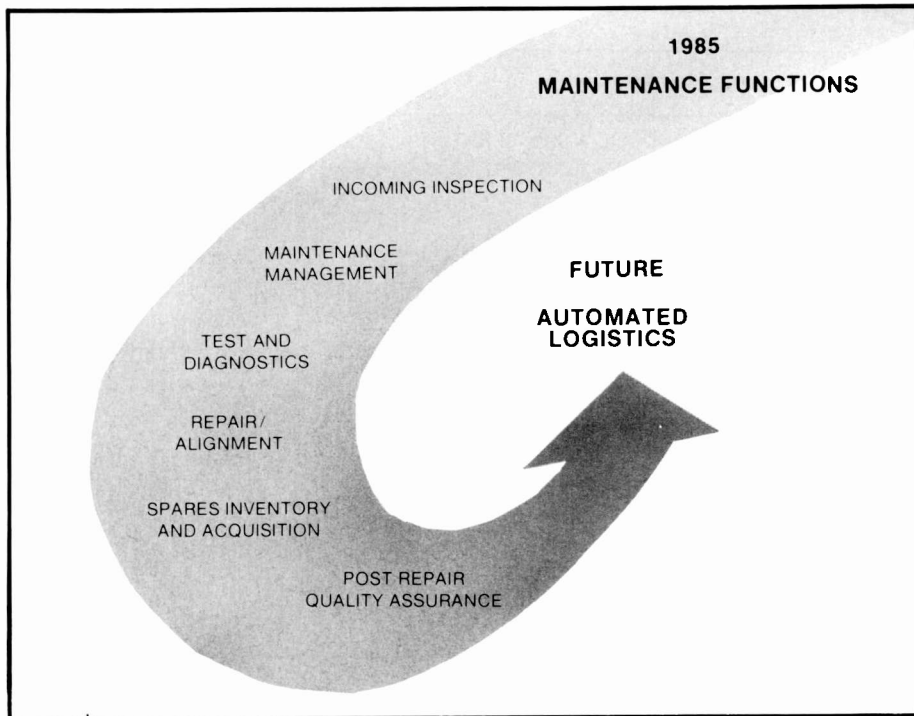 1985
MAINTENANCE FUNCTIONS
INCOMING INSPECTION
MAINTENANCE
MANAGEMENT
FUTURE
AUTOMATED
LOGISTICS
TEST AND
DIAGNOSTICS
REPAIR/
ALIGNMENT
SPARES INVENTORY
AND ACQUISITION
POST REPAIR
QUALITY ASSURANCE